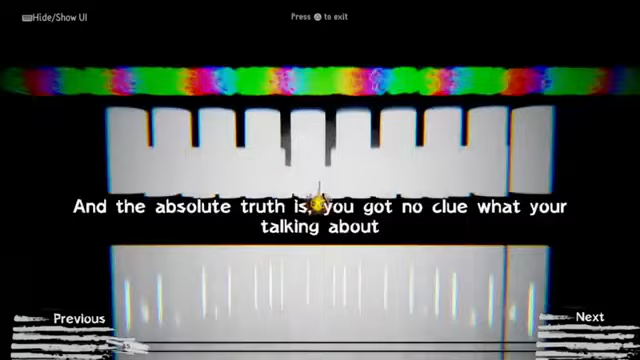 Hide/Show UI
Press to exit
And the absolute truth is, you got no clue what your
talking about
Previous
Next